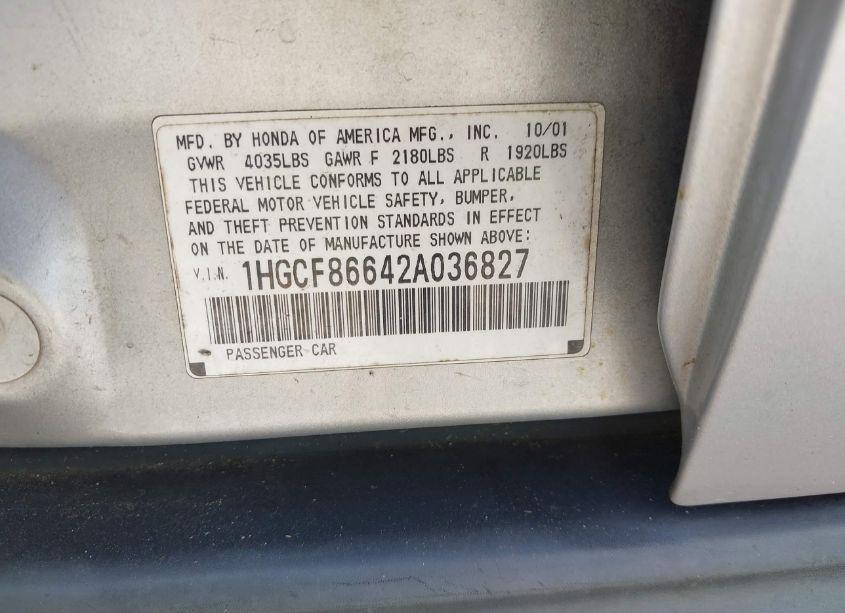 MFD. BY HONDA OF AMERICA MFG., INC. 10/01
GVWR 4035LBS GAWR F 2180LBS R 1920LBS
THIS VEHICLE CONFORMS TO ALL APPLICABLE
FEDERAL MOTOR VEHICLE SAFETY, BUMPER,
AND THEFT PREVENTION STANDARDS IN EFFECT
ON THE DATE OF MANUFACTURE SHOWN ABOVE:
V.I.N. 1HGCF86642A036827
PASSENGER CAR